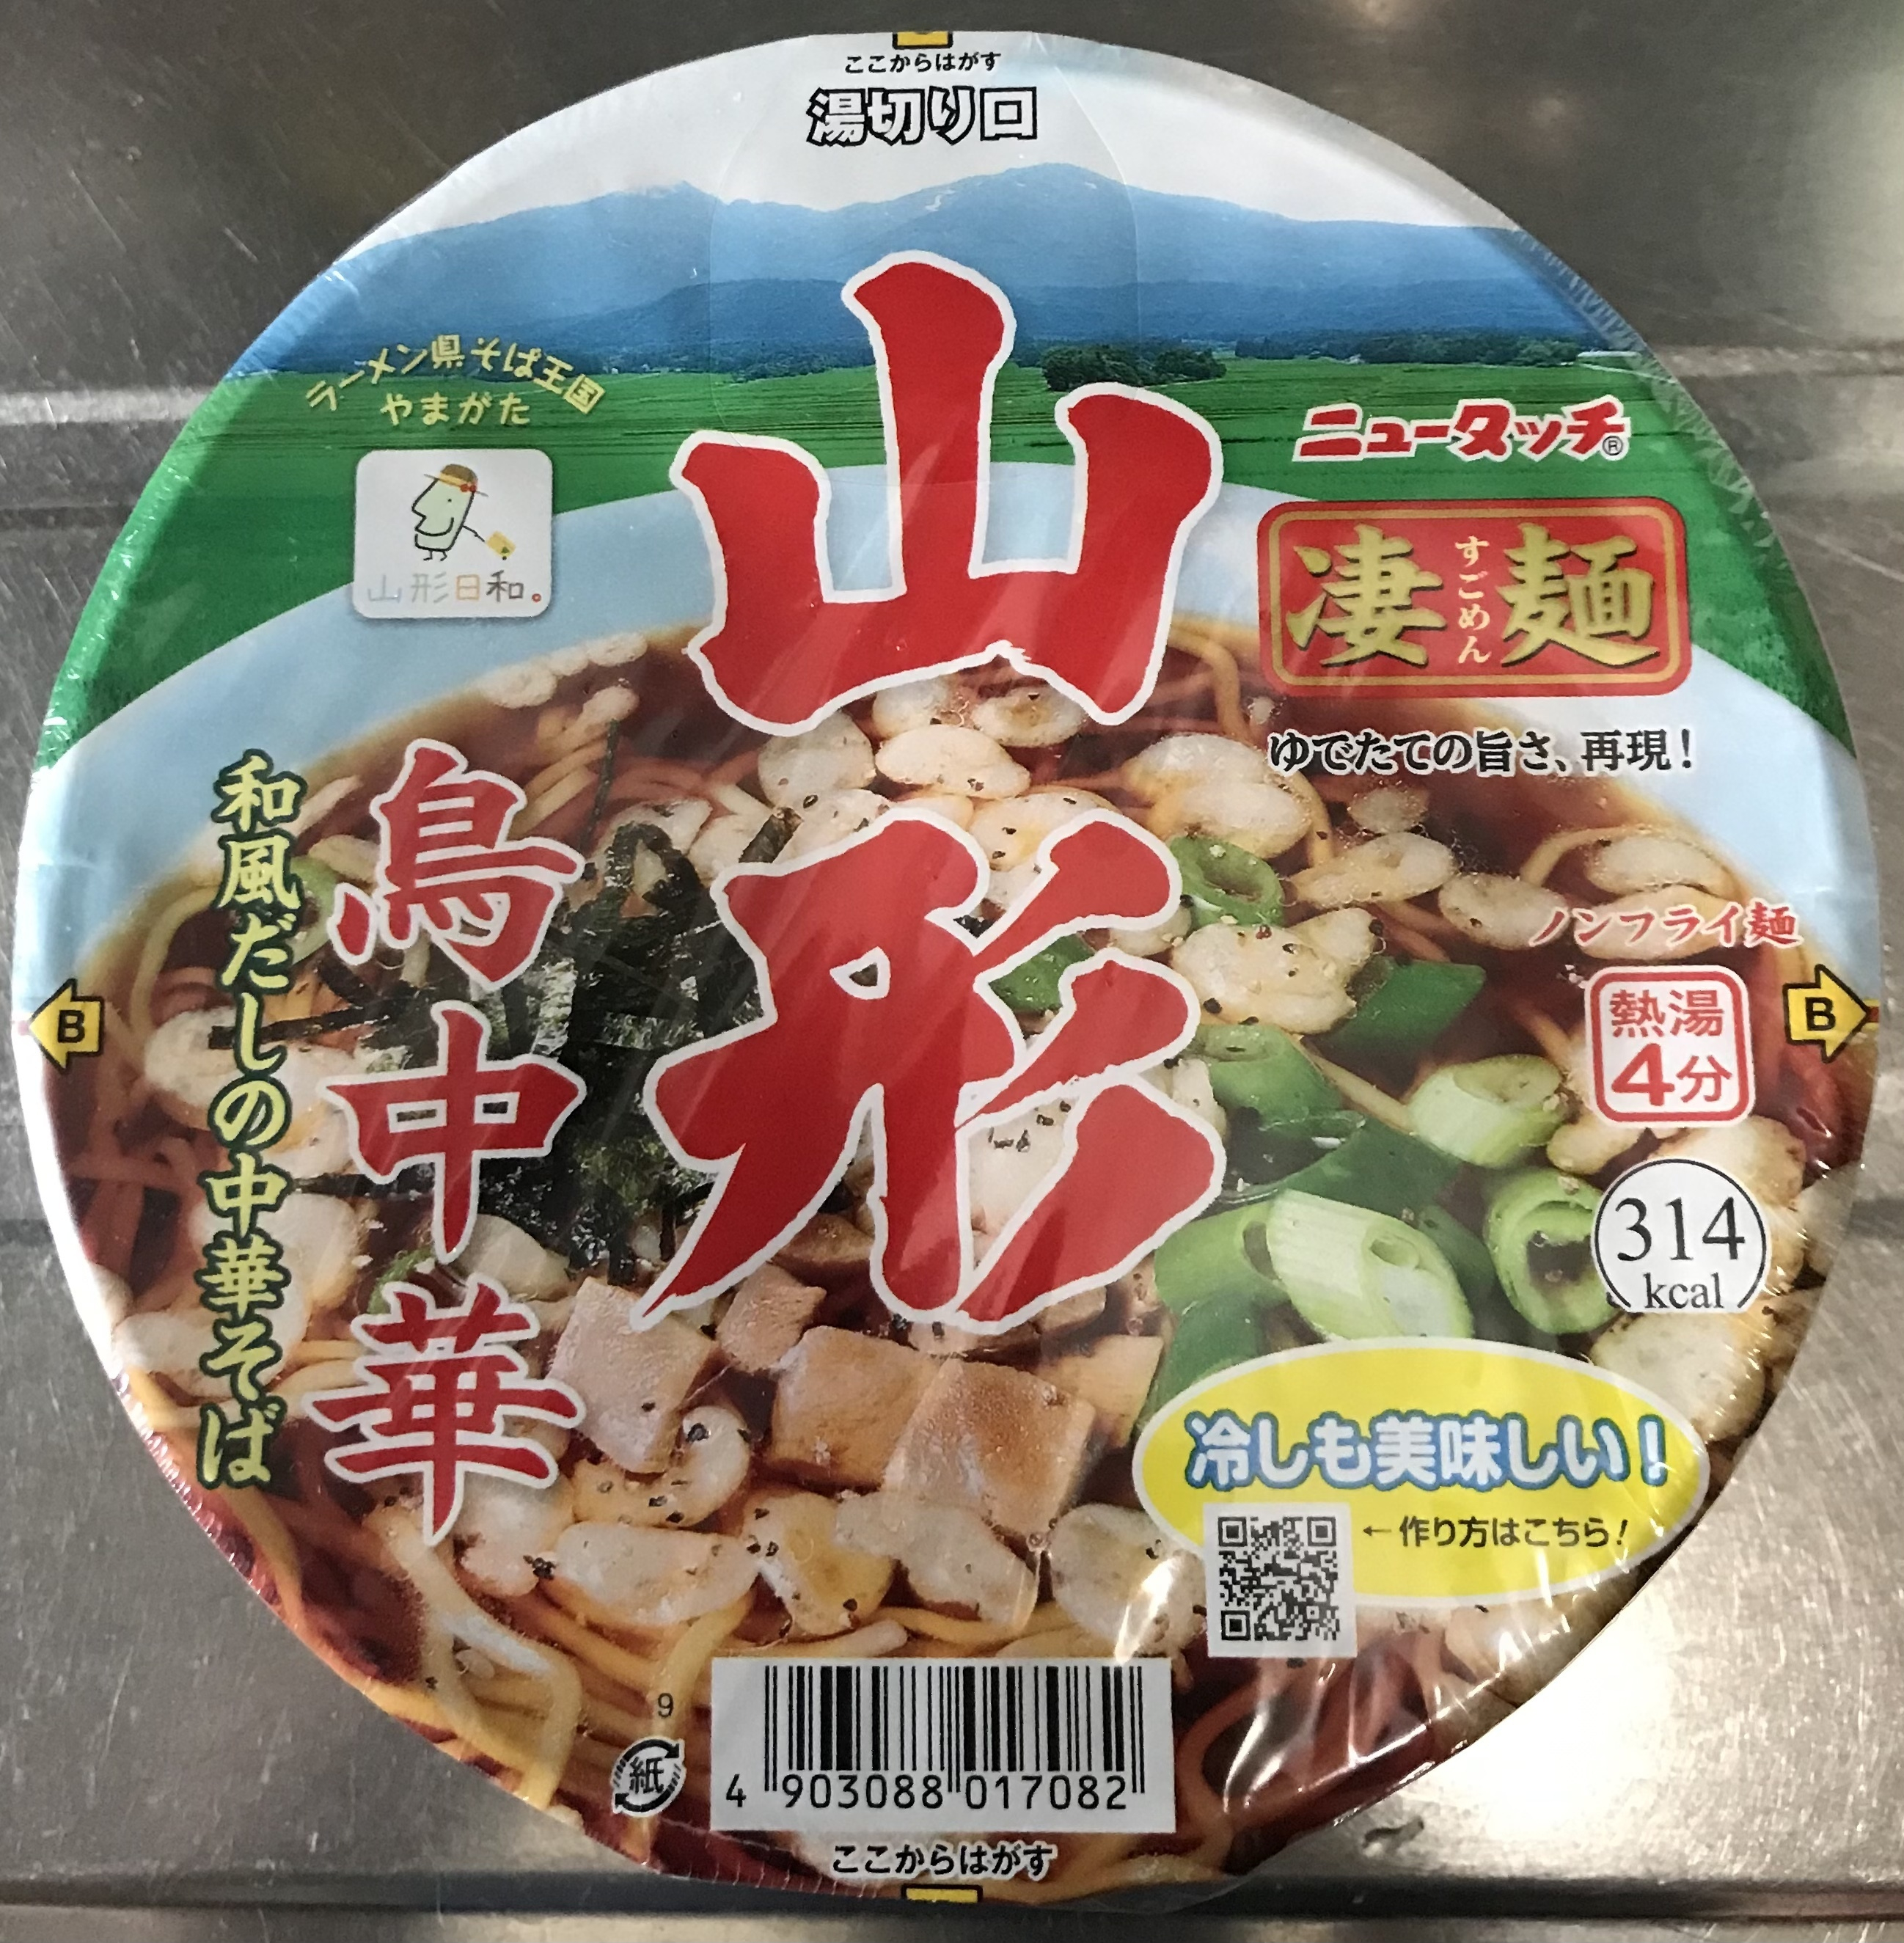 ここからはがす
湯切り口
ラーメン県そば王国
やまがた
山形日和。
ニュータッチ®
凄麺
すごめん
ゆでたての旨さ、再現!
山形
鳥中華
和風だしの中華そば
ノンフライ麺
熱湯
4分
B
B
314
kcal
冷しも美味しい!
←作り方はこちら!
9
紙
4 903088 017082
ここからはがす